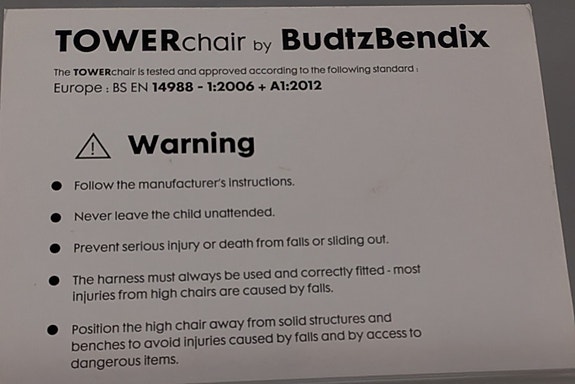 TOWERchair by BudtzBendix
The TOWERchair is tested and approved according to the following standard :
Europe : BS EN 14988 - 1:2006 + A1:2012
Warning
● Follow the manufacturer's instructions.
● Never leave the child unattended.
● Prevent serious injury or death from falls or sliding out.
● The harness must always be used and correctly fitted - most
injuries from high chairs are caused by falls.
● Position the high chair away from solid structures and
benches to avoid injuries caused by falls and by access to
dangerous items.